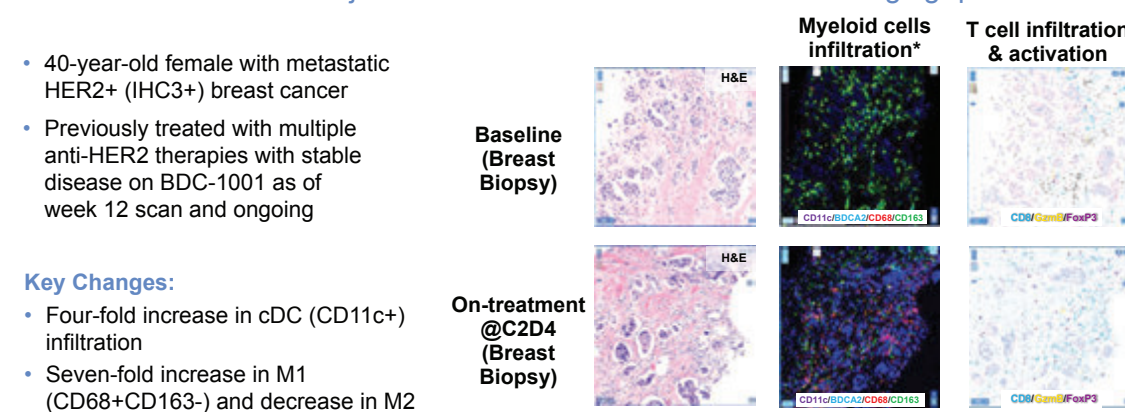 Myeloid cells
infiltration*
T cell infiltration
& activation
• 40-year-old female with metastatic
HER2+ (IHC3+) breast cancer
• Previously treated with multiple
anti-HER2 therapies with stable
disease on BDC-1001 as of
week 12 scan and ongoing
Baseline
(Breast
Biopsy)
H&E
CD11c/BDCA2/CD68/CD163
CD8/GzmB/FoxP3
Key Changes:
• Four-fold increase in cDC (CD11c+)
infiltration
• Seven-fold increase in M1
(CD68+CD163-) and decrease in M2
On-treatment
@C2D4
(Breast
Biopsy)
H&E
CD11c/BDCA2/CD68/CD163
CD8/GzmB/FoxP3